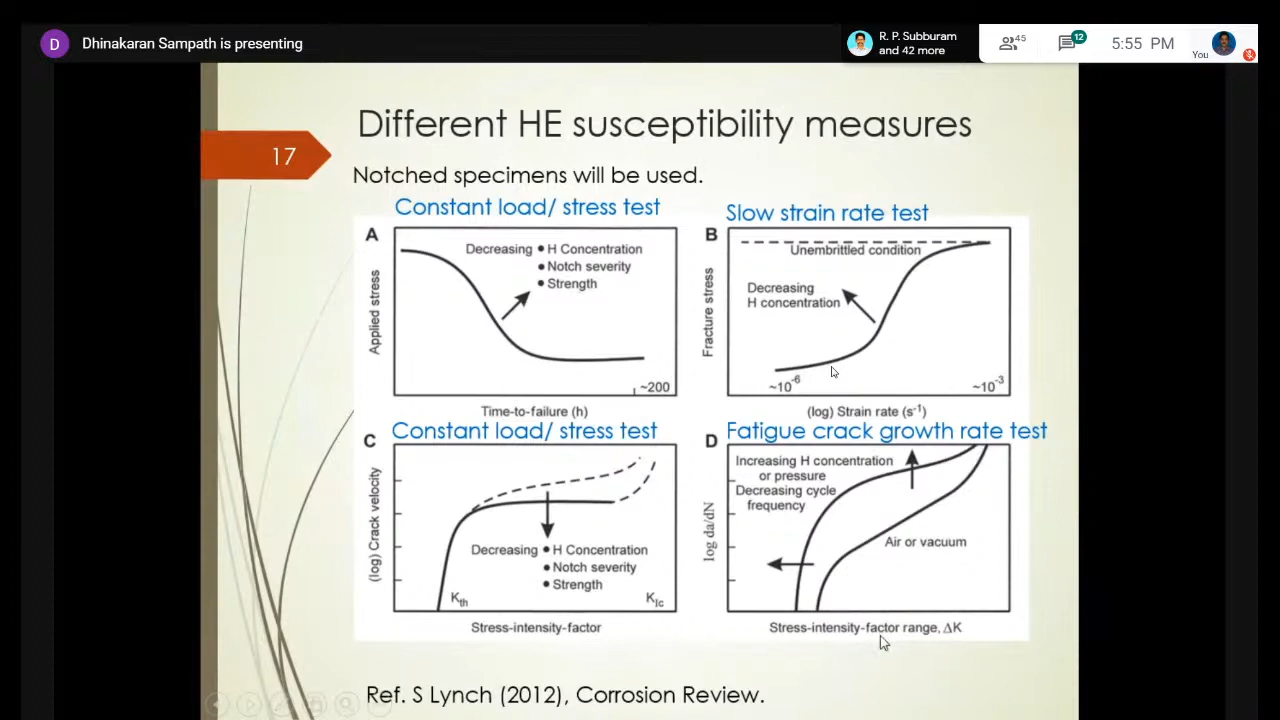 D Dhinakaran Sampath is presenting
R. P. Subburam
and 42 more
45
12
5:55 PM
You
Different HE susceptibility measures
17
Notched specimens will be used.
Constant load/ stress test
A
Decreasing • H Concentration
• Notch severity
• Strength
Applied stress
~200
Time-to-failure (h)
Slow strain rate test
B
Unembrittled condition
Decreasing
H concentration
Fracture stress
~10⁻⁶
~10⁻³
(log) Strain rate (s⁻¹)
C
Constant load/ stress test
(log) Crack velocity
Decreasing • H Concentration
• Notch severity
• Strength
Kth
KIc
Stress-intensity-factor
D
Fatigue crack growth rate test
Increasing H concentration
or pressure
Decreasing cycle
frequency
log da/dN
Air or vacuum
Stress-intensity-factor range, ΔK
Ref. S Lynch (2012), Corrosion Review.